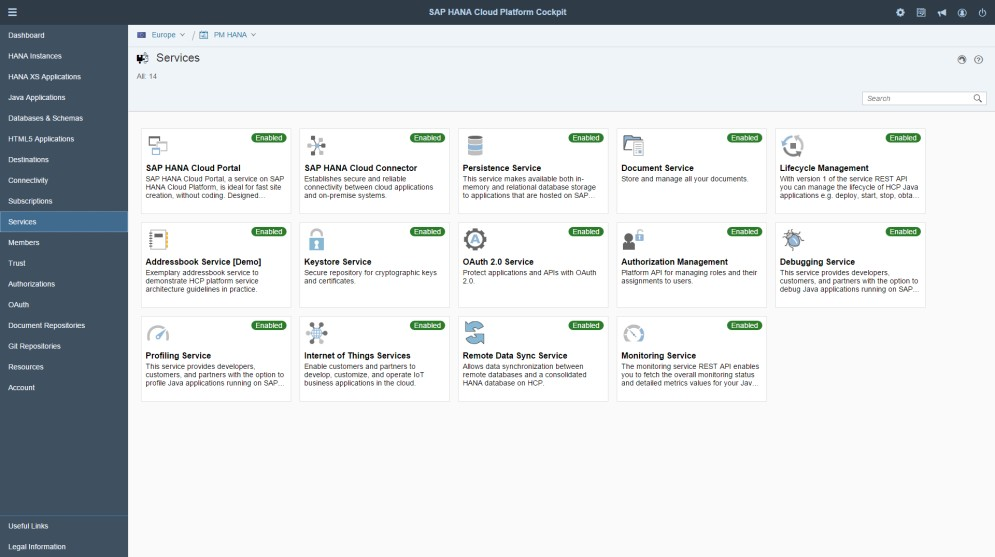 SAP HANA Cloud Platform Cockpit
Dashboard
HANA Instances
HANA XS Applications
Java Applications
Databases & Schemas
HTML5 Applications
Destinations
Connectivity
Subscriptions
Services
Members
Trust
Authorizations
OAuth
Document Repositories
Git Repositories
Resources
Account
Useful Links
Legal Information
Europe / PM HANA
Services
All: 14
Search
Enabled
SAP HANA Cloud Portal
SAP HANA Cloud Portal, a service on SAP
HANA Cloud Platform, is ideal for fast site
creation, without coding. Designed…
Enabled
SAP HANA Cloud Connector
Establishes secure and reliable
connectivity between cloud applications
and on-premise systems.
Enabled
Persistence Service
This service makes available both in-
memory and relational database storage
to applications that are hosted on SAP…
Enabled
Document Service
Store and manage all your documents.
Enabled
Lifecycle Management
With version 1 of the service REST API
you can manage the lifecycle of HCP Java
applications e.g. deploy, start, stop, obta…
Enabled
Addressbook Service [Demo]
Exemplary addressbook service to
demonstrate HCP platform service
architecture guidelines in practice.
Enabled
Keystore Service
Secure repository for cryptographic keys
and certificates.
Enabled
A
OAuth 2.0 Service
Protect applications and APIs with OAuth
2.0.
Enabled
Authorization Management
Platform API for managing roles and their
assignments to users.
Enabled
Debugging Service
This service provides developers,
customers, and partners with the option to
debug Java applications running on SAP…
Enabled
Profiling Service
This service provides developers,
customers, and partners with the option to
profile Java applications running on SAP…
Enabled
Internet of Things Services
Enable customers and partners to
develop, customize, and operate IoT
business applications in the cloud.
Enabled
Remote Data Sync Service
Allows data synchronization between
remote databases and a consolidated
HANA database on HCP.
Enabled
Monitoring Service
The monitoring service REST API enables
you to fetch the overall monitoring status
and detailed metrics values for your Jav…